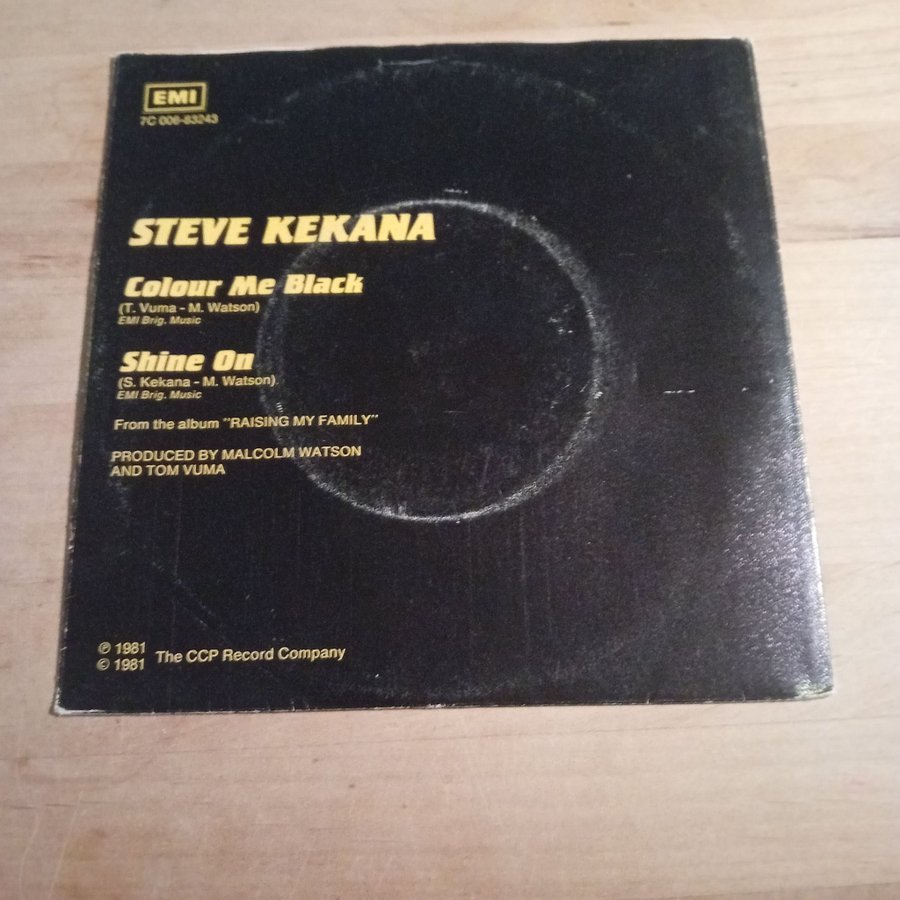 EMI
7C 006-83243
STEVE KEKANA
Colour Me Black
(T. Vuma - M. Watson)
EMI Brig. Music
Shine On
(S. Kekana - M. Watson)
EMI Brig. Music
From the album "RAISING MY FAMILY"
PRODUCED BY MALCOLM WATSON
AND TOM VUMA
℗ 1981
© 1981 The CCP Record Company